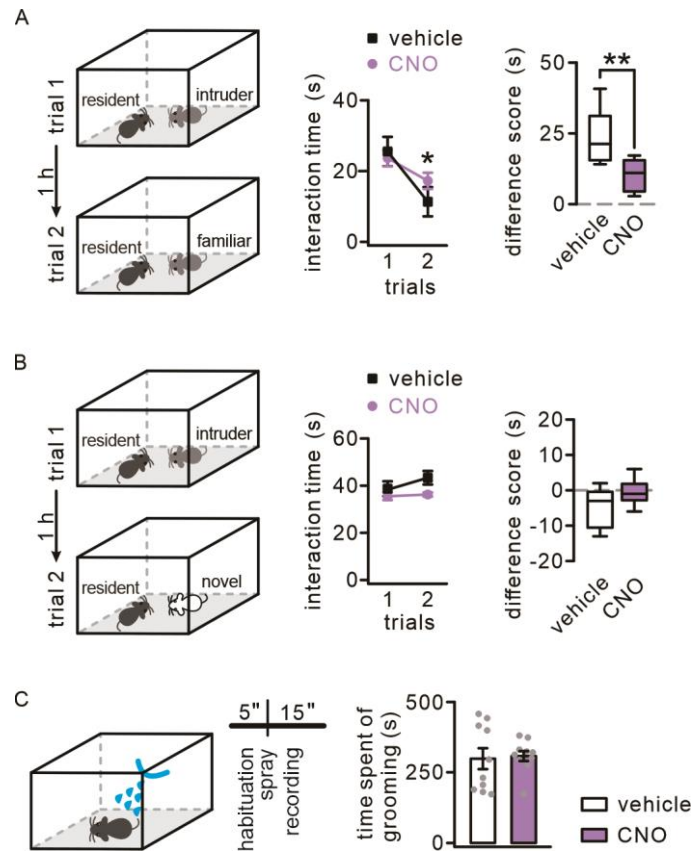 A
trial 1
1 h
trial 2
resident
intruder
resident
familiar
vehicle
CNO
interaction time (s)
40
20
0
1 2
trials
difference score (s)
50
25
0
**
*
vehicle
CNO
B
trial 1
1 h
trial 2
resident
intruder
resident
novel
vehicle
CNO
interaction time (s)
60
40
20
0
1 2
trials
difference score (s)
20
10
0
-10
-20
vehicle
CNO
C
5" 15"
habituation
spray
recording
time spent of
grooming (s)
500
250
0
vehicle
CNO